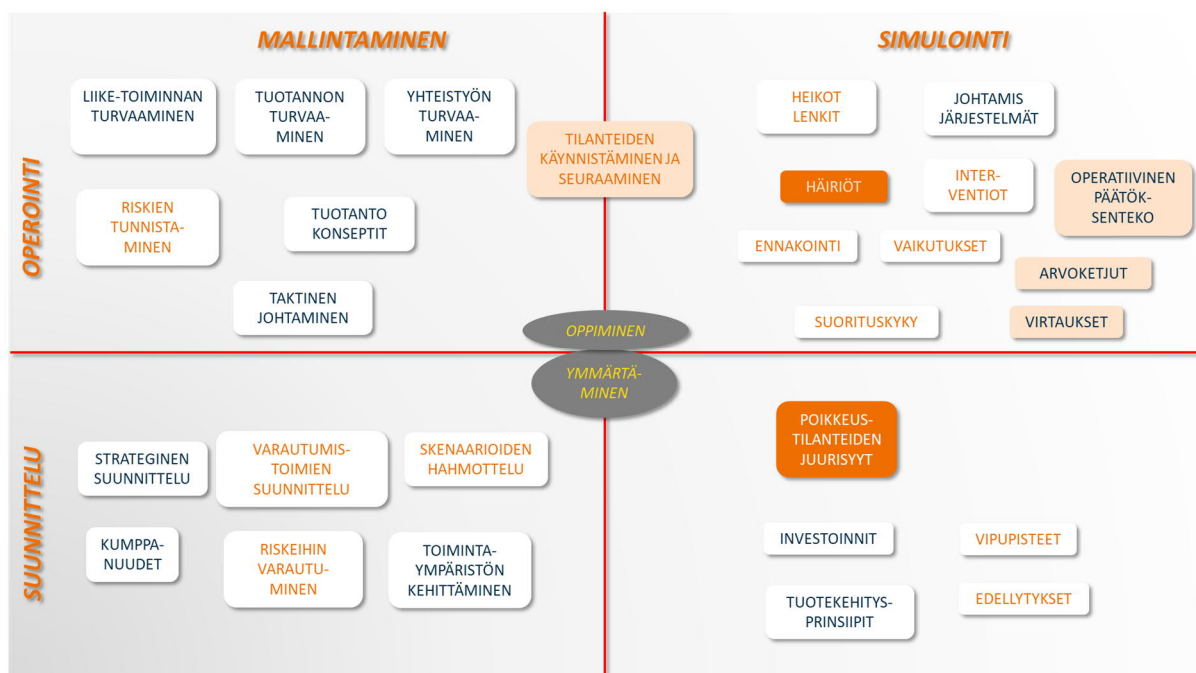 MALLINTAMINEN
SIMULOINTI
OPEROINTI
LIIKE-TOIMINNAN
TURVAAMINEN
TUOTANNON
TURVAA-
MINEN
YHTEISTYÖN
TURVAA-
MINEN
TILANTEIDEN
KÄYNNISTÄMINEN JA
SEURAAMINEN
RISKIEN
TUNNISTA-
MINEN
TUOTANTO
KONSEPTIT
TAKTINEN
JOHTAMINEN
HEIKOT
LENKIT
JOHTAMIS
JÄRJESTELMÄT
HÄIRIÖT
INTER-
VENTIOT
OPERATIIVINEN
PÄÄTÖK-
SENTEKO
ENNAKOINTI
VAIKUTUKSET
ARVOKETJUT
SUORITUSKYKY
VIRTAUKSET
OPPIMINEN
YMMÄRTÄ-
MINEN
SUUNNITTELU
STRATEGINEN
SUUNNITTELU
VARAUTUMIS-
TOIMIEN
SUUNNITTELU
SKENAARIOIDEN
HAHMOTTELU
KUMPPA-
NUUDET
RISKEIHIN
VARAUTU-
MINEN
TOIMINTA-
YMPÄRISTÖN
KEHITTÄMINEN
POIKKEUS-
TILANTEIDEN
JUURISYYT
INVESTOINNIT
VIPUPISTEET
TUOTEKEHITYS-
PRINSIIPIT
EDELLYTYKSET